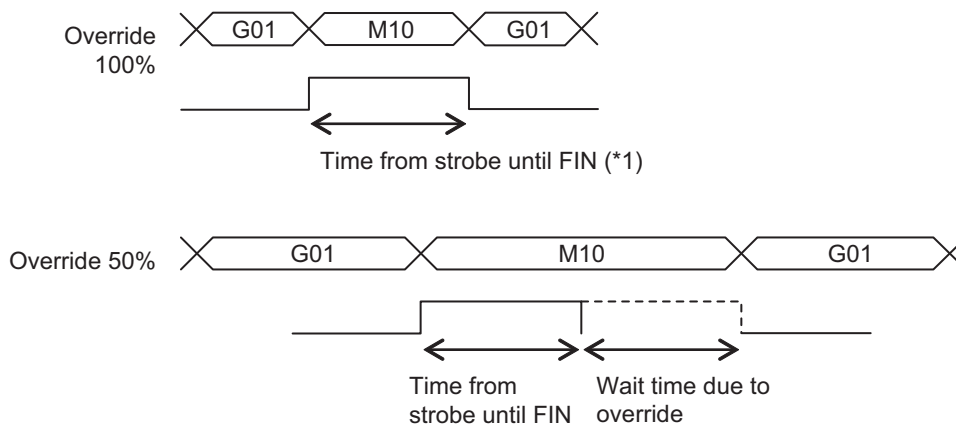 Override
100%
G01
M10
G01
Time from strobe until FIN (*1)
Override 50%
G01
M10
G01
Time from
strobe until FIN
Wait time due to
override